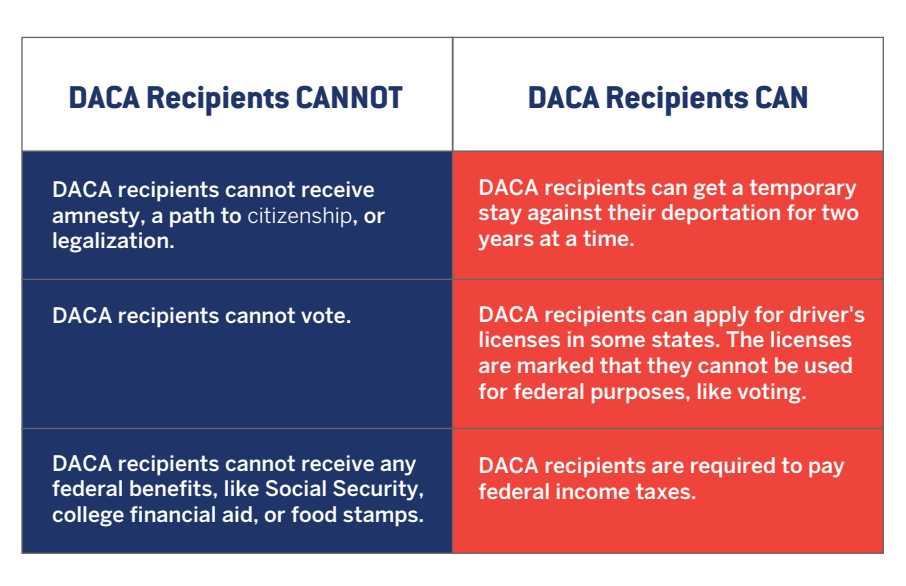 DACA Recipients CANNOT
DACA Recipients CAN
DACA recipients cannot receive
amnesty, a path to citizenship, or
legalization.
DACA recipients can get a temporary
stay against their deportation for two
years at a time.
DACA recipients cannot vote.
DACA recipients can apply for driver's
licenses in some states. The licenses
are marked that they cannot be used
for federal purposes, like voting.
DACA recipients cannot receive any
federal benefits, like Social Security,
college financial aid, or food stamps.
DACA recipients are required to pay
federal income taxes.